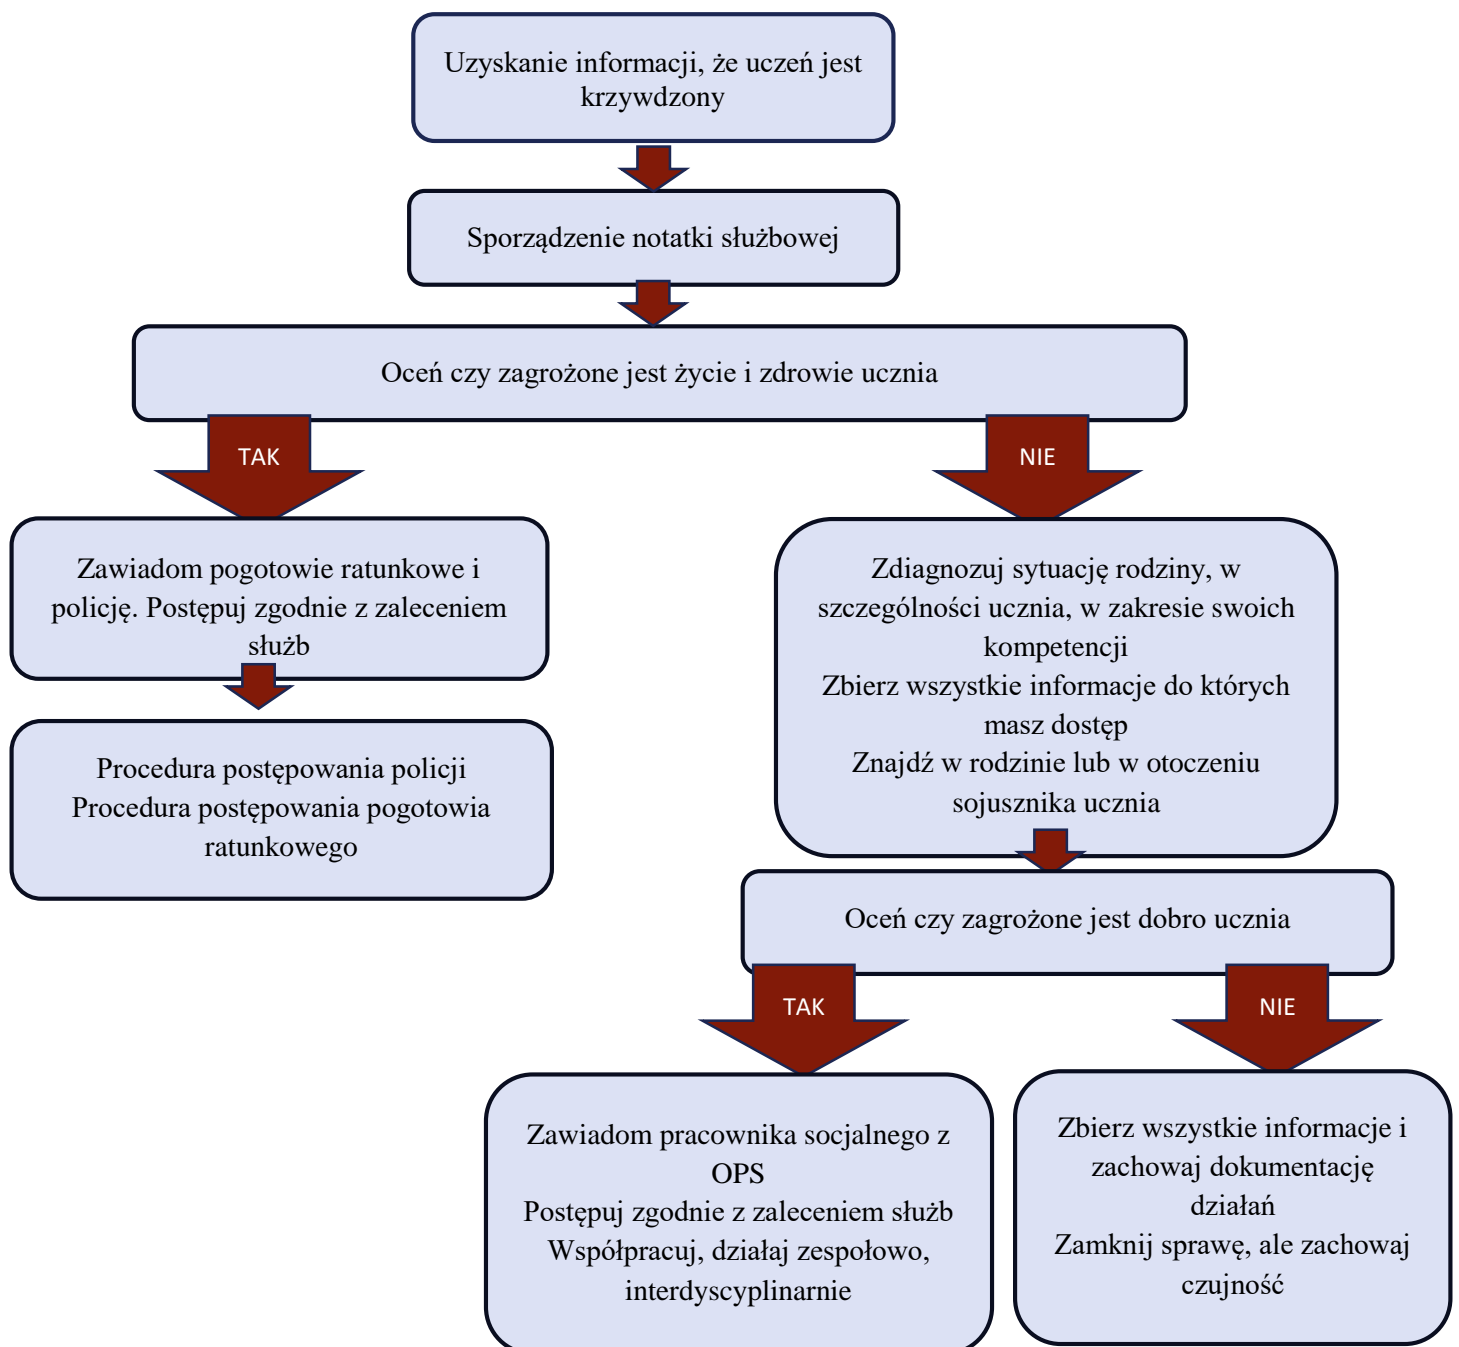 Uzyskanie informacji, że uczeń jest
krzywdzony
Sporządzenie notatki służbowej
Oceń czy zagrożone jest życie i zdrowie ucznia
TAK
NIE
Zawiadom pogotowie ratunkowe i
policję. Postępuj zgodnie z zaleceniem
służb
Procedura postępowania policji
Procedura postępowania pogotowia
ratunkowego
Zdiagnozuj sytuację rodziny, w
szczególności ucznia, w zakresie swoich
kompetencji
Zbierz wszystkie informacje do których
masz dostęp
Znajdź w rodzinie lub w otoczeniu
sojusznika ucznia
Oceń czy zagrożone jest dobro ucznia
TAK
NIE
Zawiadom pracownika socjalnego z
OPS
Postępuj zgodnie z zaleceniem służb
Współpracuj, działaj zespołowo,
interdyscyplinarnie
Zbierz wszystkie informacje i
zachowaj dokumentację
działań
Zamknij sprawę, ale zachowaj
czujność